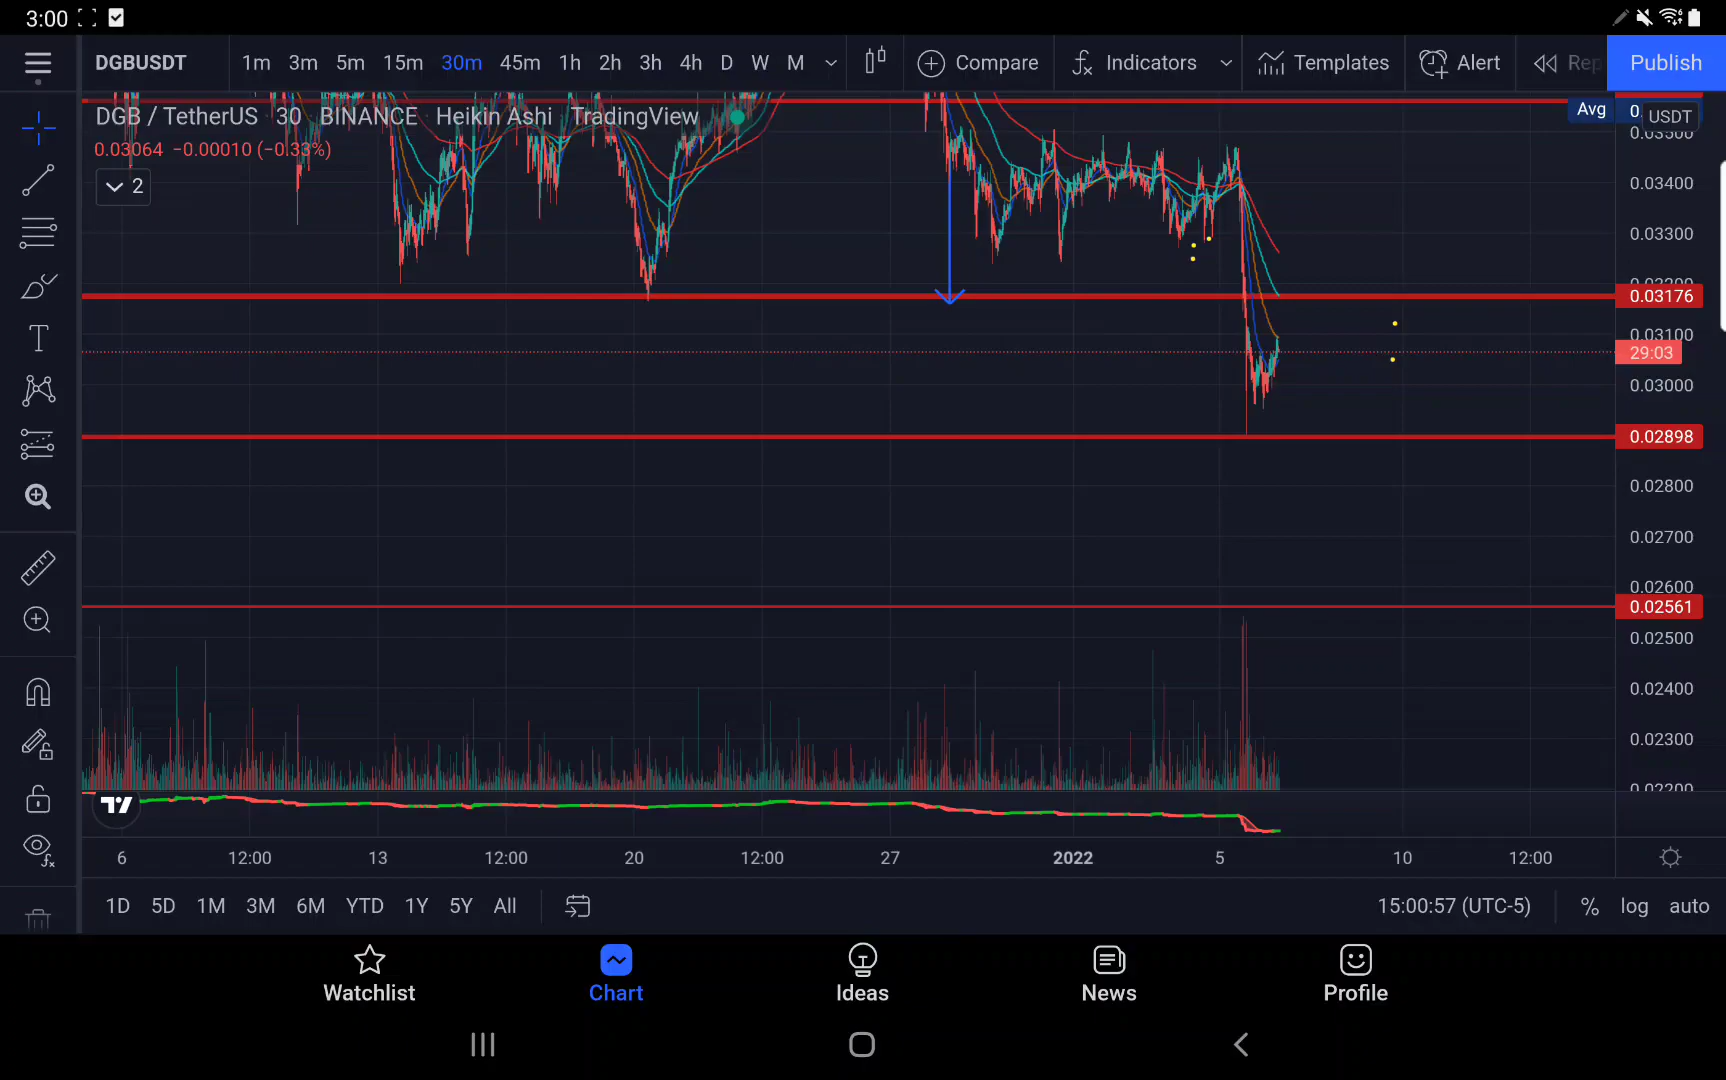 3:00
DGBUSDT 1m 3m 5m 15m 30m 45m 1h 2h 3h 4h D W M Compare Indicators Templates Alert Rep Publish
DGB / TetherUS 30 BINANCE Heikin Ashi TradingView
Avg 0. USDT
0.03064 −0.00010 (−0.33%)
2
0.03500
0.03400
0.03300
0.03200
0.03176
0.03100
29:03
0.03000
0.02898
0.02800
0.02700
0.02600
0.02561
0.02500
0.02400
0.02300
0.02200
6 12:00 13 12:00 20 12:00 27 2022 5 10 12:00
1D 5D 1M 3M 6M YTD 1Y 5Y All 15:00:57 (UTC-5) % log auto
Watchlist Chart Ideas News Profile